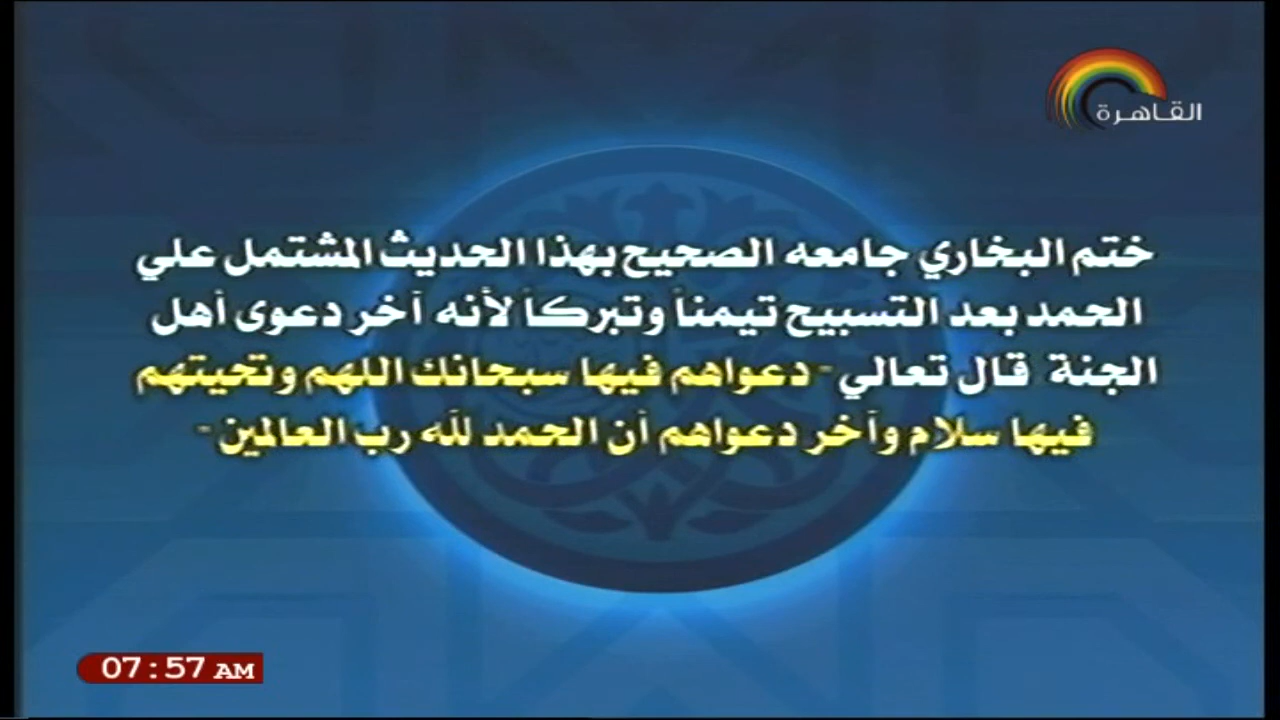 القاهرة
ختم البخاري جامعه الصحيح بهذا الحديث المشتمل علي
الحمد بعد التسبيح تيمناً وتبركاً لأنه آخر دعوى أهل
الجنة قال تعالي - دعواهم فيها سبحانك اللهم وتحيتهم
فيها سلام وآخر دعواهم أن الحمد لله رب العالمين -
07:57 AM